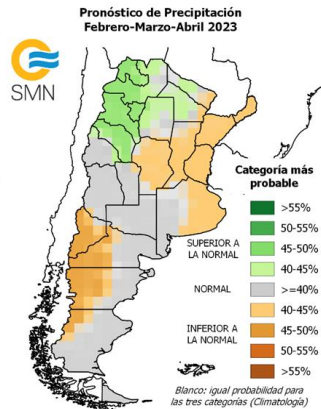 Pronóstico de Precipitación
Febrero-Marzo-Abril 2023
SMN
Categoría más
probable
>55%
50-55%
SUPERIOR A
LA NORMAL
45-50%
40-45%
NORMAL
>=40%
40-45%
INFERIOR A
LA NORMAL
45-50%
50-55%
>55%
Blanco: igual probabilidad para
las tres categorías (Climatología)